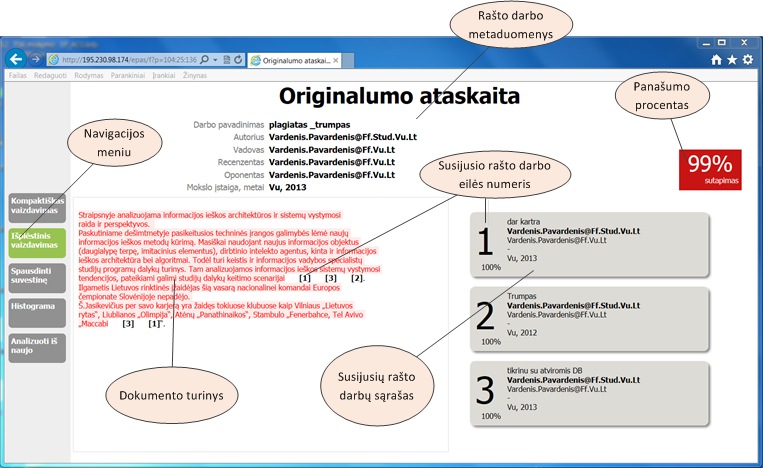 Rašto darbo
metaduomenys
http://195.230.98.174/epas/f?p=104:25:136
Originalumo ataskai...
Failas Redaguoti Rodymas Parankiniai Įrankiai Žinynas
Originalumo ataskaita
Panašumo
procentas
Navigacijos
meniu
Darbo pavadinimas plagiatas _trumpas
Autorius Vardenis.Pavardenis@Ff.Stud.Vu.Lt
Vadovas Vardenis.Pavardenis@Ff.Vu.Lt
Recenzentas Vardenis.Pavardenis@Ff.Vu.Lt
Oponentas Vardenis.Pavardenis@Ff.Vu.Lt
Mokslo įstaiga, metai Vu, 2013
Susijusio rašto darbo
eilės numeris
99%
sutapimas
Kompaktiškas
vaizdavimas
Išplėstinis
vaizdavimas
Spausdinti
suvestinę
Histograma
Analizuoti iš
naujo
Straipsnyje analizuojama informacijos ieškos architektūros ir sistemų vystymosi
raida ir perspektyvos.
Paskutiniame dešimtmetyje pasikeitusios techninės įrangos galimybės lėmė naujų
informacijos ieškos metodų kūrimą. Masiškai naudojant naujus informacijos objektus
(daugialypę terpę, imitacinius elementus), dirbtinio intelekto agentus, kinta ir informacijos
ieškos architektūra bei algoritmai. Todėl turi keistis ir informacijos vadybos specialistų
studijų programų dalykų turinys. Tam analizuojamos informacijos ieškos sistemų vystymosi
tendencijos, pateikiami galimi studijų dalykų keitimo scenarijai [1] [3] [2].
Ilgametis Lietuvos rinktinės įžaidėjas šią vasarą nacionalinei komandai Europos
čempionate Slovėnijoje nepadėjo.
Š.Jasikevičius per savo karjerą yra žaidęs tokiuose klubuose kaip Vilniaus „Lietuvos
rytas", Liublianos „Olimpija", Atėnų „Panathinaikos", Stambulo „Fenerbahce, Tel Avivo
„Maccabi [3] [1]".
1
100%
dar kartra
Vardenis.Pavardenis@Ff.Stud.Vu.Lt
Vardenis.Pavardenis@Ff.Vu.Lt
-
Vu, 2013
2
100%
Trumpas
Vardenis.Pavardenis@Ff.Stud.Vu.Lt
Vardenis.Pavardenis@Ff.Vu.Lt
-
Vu, 2012
3
100%
tikrinu su atviromis DB
Vardenis.Pavardenis@Ff.Stud.Vu.Lt
Vardenis.Pavardenis@Ff.Vu.Lt
-
Vu, 2013
Dokumento turinys
Susijusių rašto
darbų sąrašas